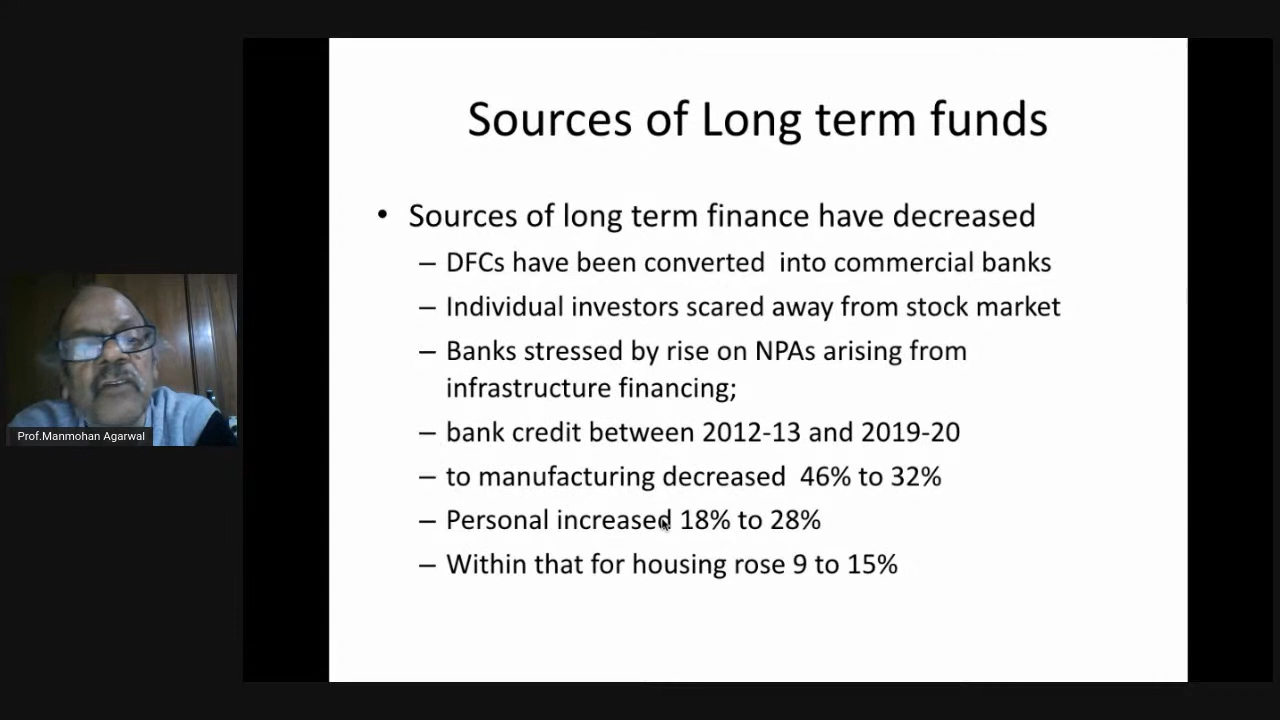 Sources of Long term funds
• Sources of long term finance have decreased
– DFCs have been converted into commercial banks
– Individual investors scared away from stock market
– Banks stressed by rise on NPAs arising from
infrastructure financing;
– bank credit between 2012-13 and 2019-20
– to manufacturing decreased 46% to 32%
– Personal increased 18% to 28%
– Within that for housing rose 9 to 15%
Prof.Manmohan Agarwal